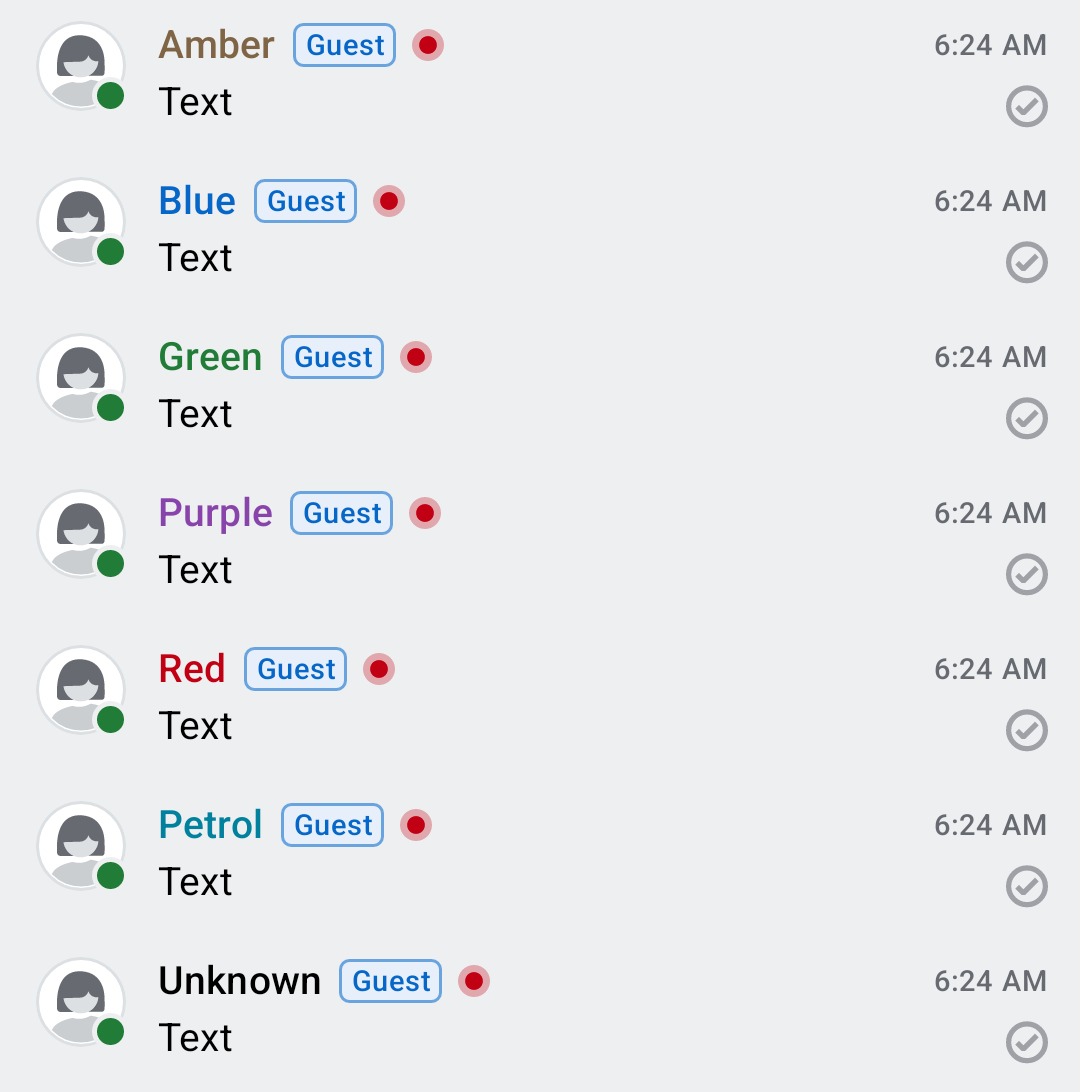 Amber Guest 6:24 AM
Text
Blue Guest 6:24 AM
Text
Green Guest 6:24 AM
Text
Purple Guest 6:24 AM
Text
Red Guest 6:24 AM
Text
Petrol Guest 6:24 AM
Text
Unknown Guest 6:24 AM
Text